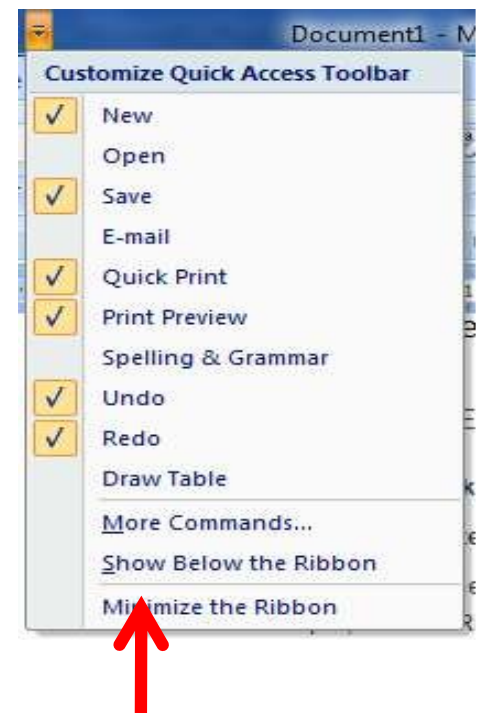 Document1 - M
Customize Quick Access Toolbar
New
Open
Save
E-mail
Quick Print
Print Preview
Spelling & Grammar
Undo
Redo
Draw Table
More Commands...
Show Below the Ribbon
Minimize the Ribbon